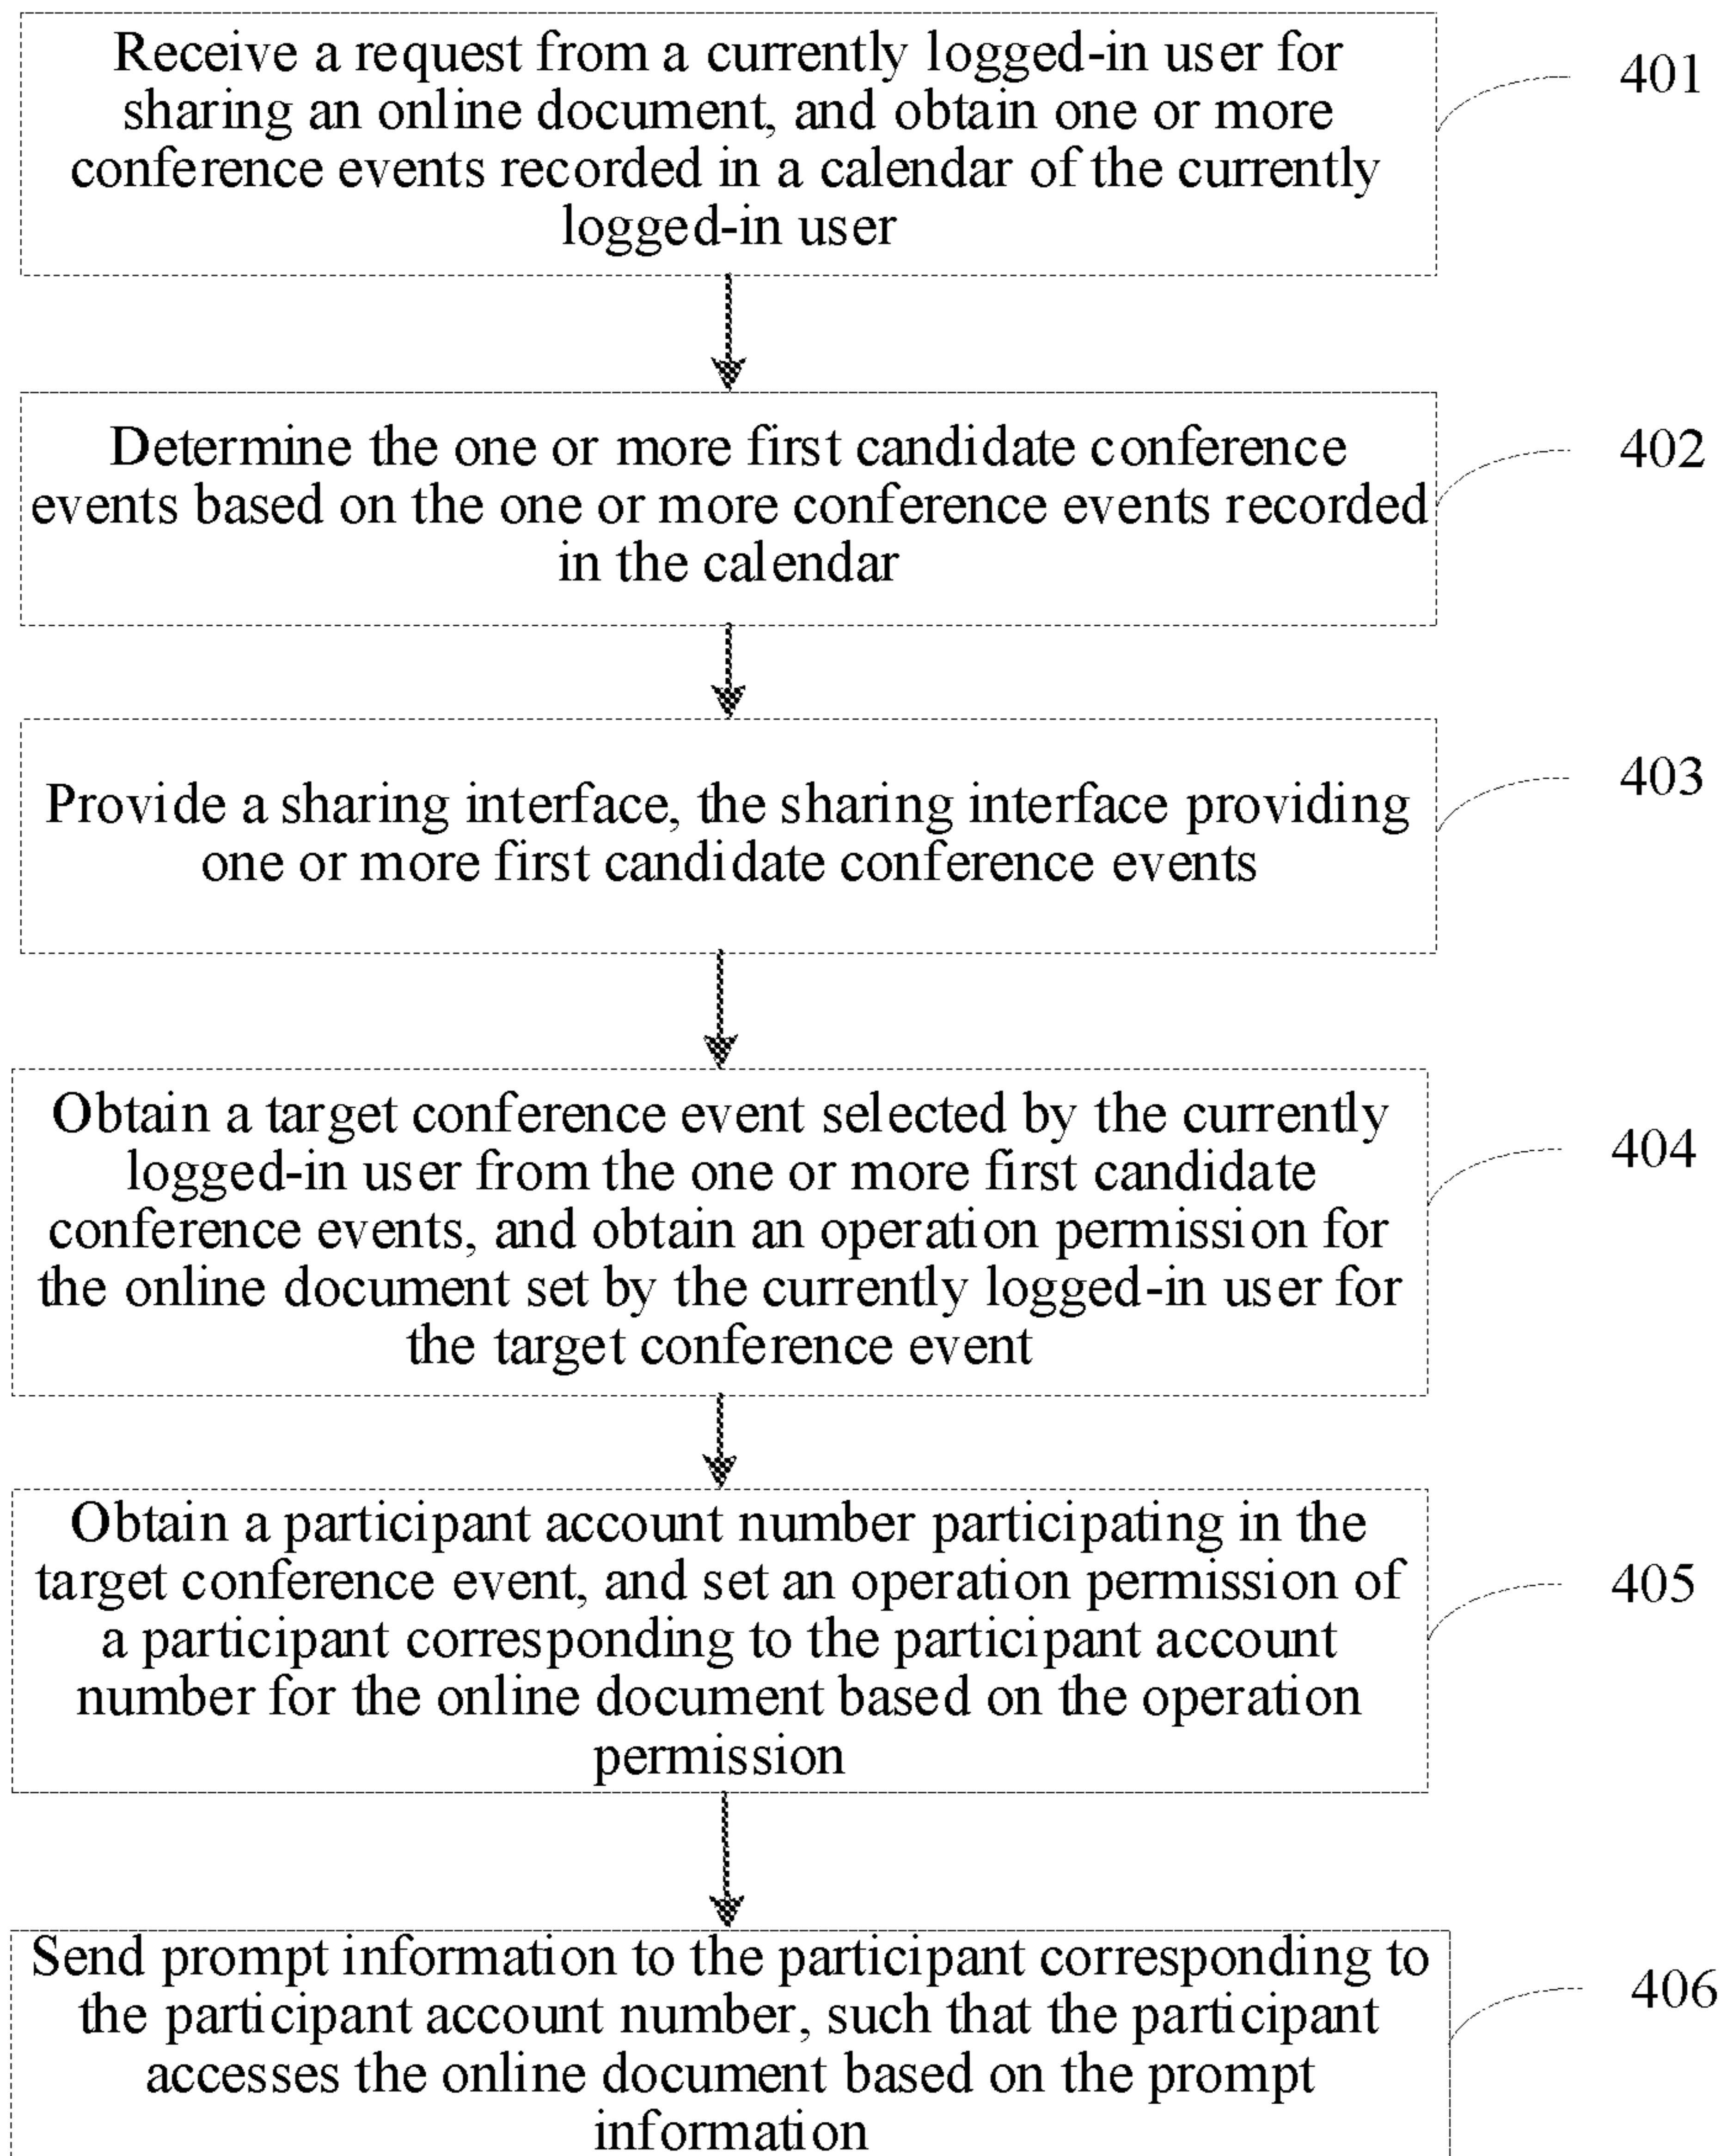 Receive a request from a currently logged-in user for
sharing an online document, and obtain one or more
conference events recorded in a calendar of the currently
logged-in user
401
Determine the one or more first candidate conference
events based on the one or more conference events recorded
in the calendar
402
Provide a sharing interface, the sharing interface providing
one or more first candidate conference events
403
Obtain a target conference event selected by the currently
logged-in user from the one or more first candidate
conference events, and obtain an operation permission for
the online document set by the currently logged-in user for
the target conference event
404
Obtain a participant account number participating in the
target conference event, and set an operation permission of
a participant corresponding to the participant account
number for the online document based on the operation
permission
405
Send prompt information to the participant corresponding to
the participant account number, such that the participant
accesses the online document based on the prompt
information
406